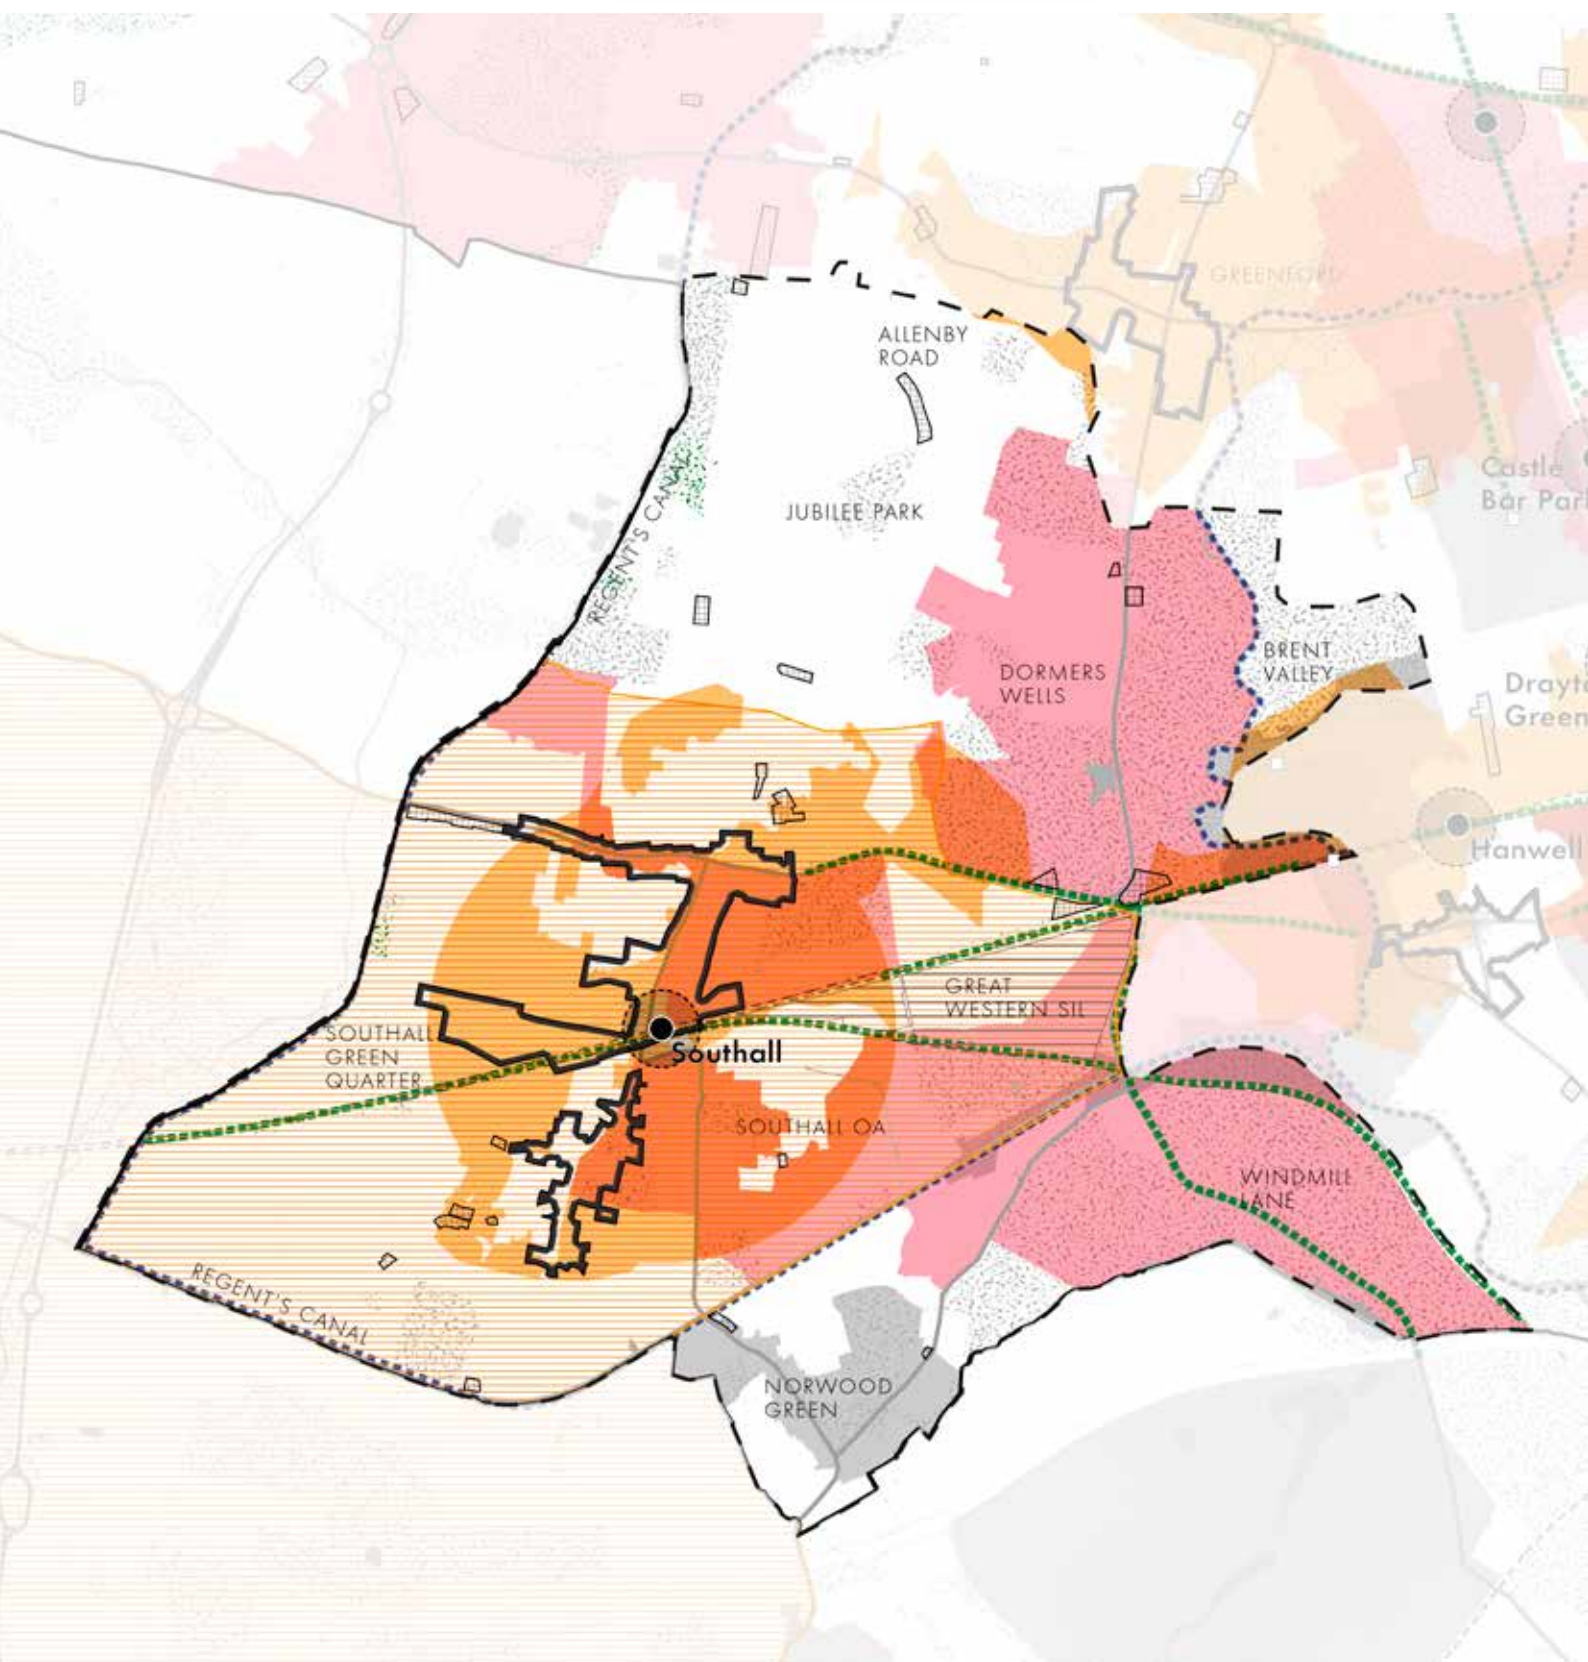 GREENFORD
ALLENBY
ROAD
Castle
Bar Park
REGENT'S CANAL
JUBILEE PARK
BRENT
VALLEY
DORMERS
WELLS
Drayto
Green
Hanwell
GREAT
WESTERN SIL
SOUTHALL
GREEN
QUARTER
Southall
SOUTHALL OA
WINDMILL
LANE
REGENT'S CANAL
NORWOOD
GREEN